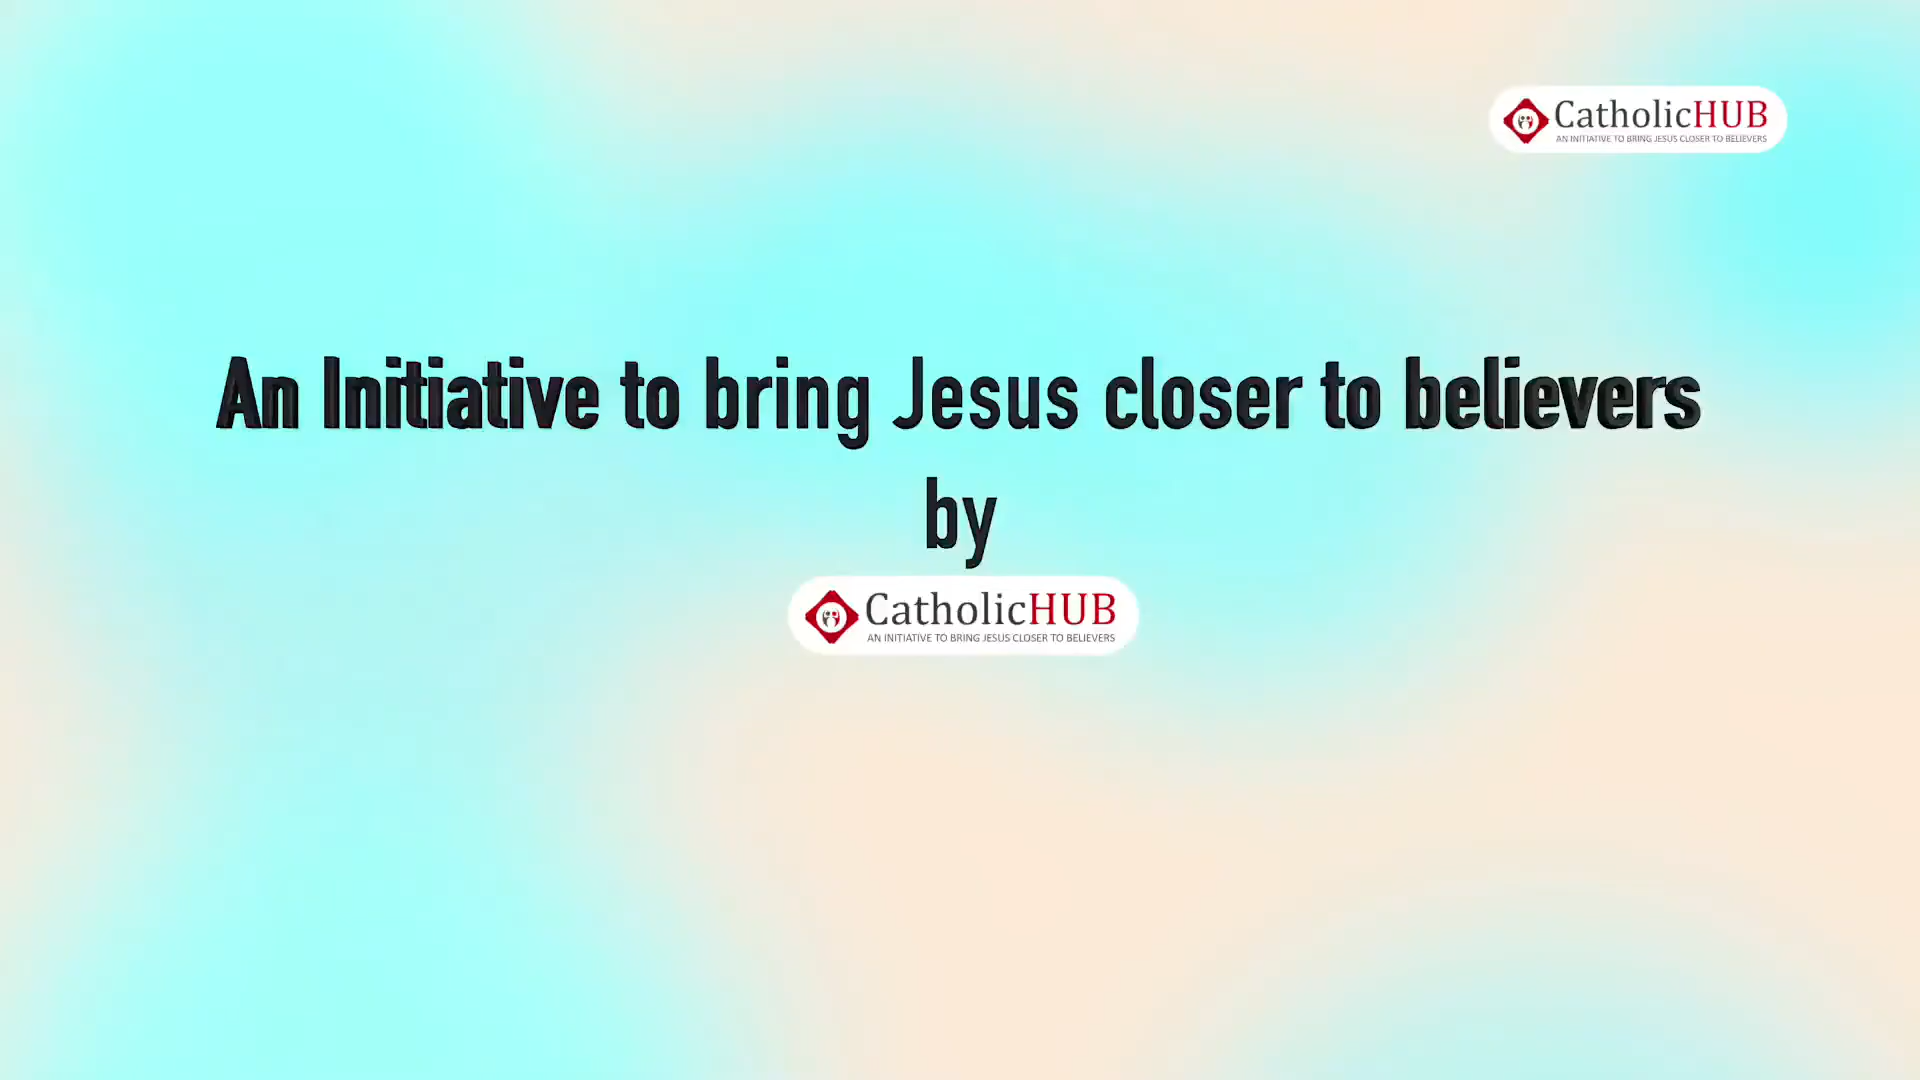 CatholicHUB
AN INITIATIVE TO BRING JESUS CLOSER TO BELIEVERS
An Initiative to bring Jesus closer to believers
by
CatholicHUB
AN INITIATIVE TO BRING JESUS CLOSER TO BELIEVERS